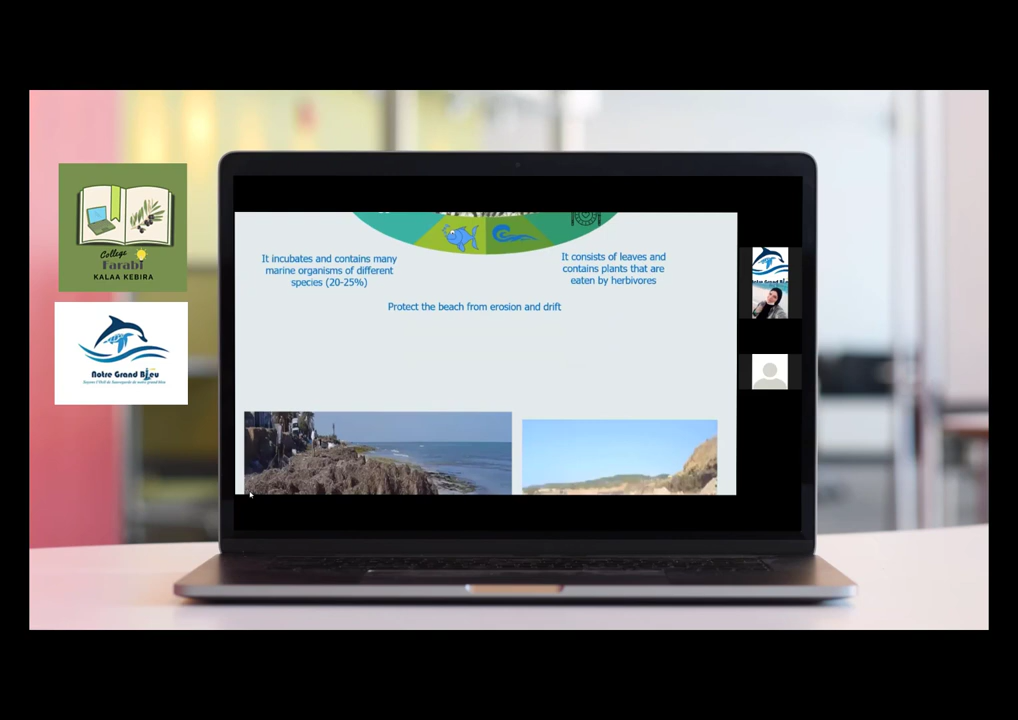 College
Farabi
KALAA KEBIRA
Notre Grand Bleu
It incubates and contains many
marine organisms of different
species (20-25%)
It consists of leaves and
contains plants that are
eaten by herbivores
Protect the beach from erosion and drift